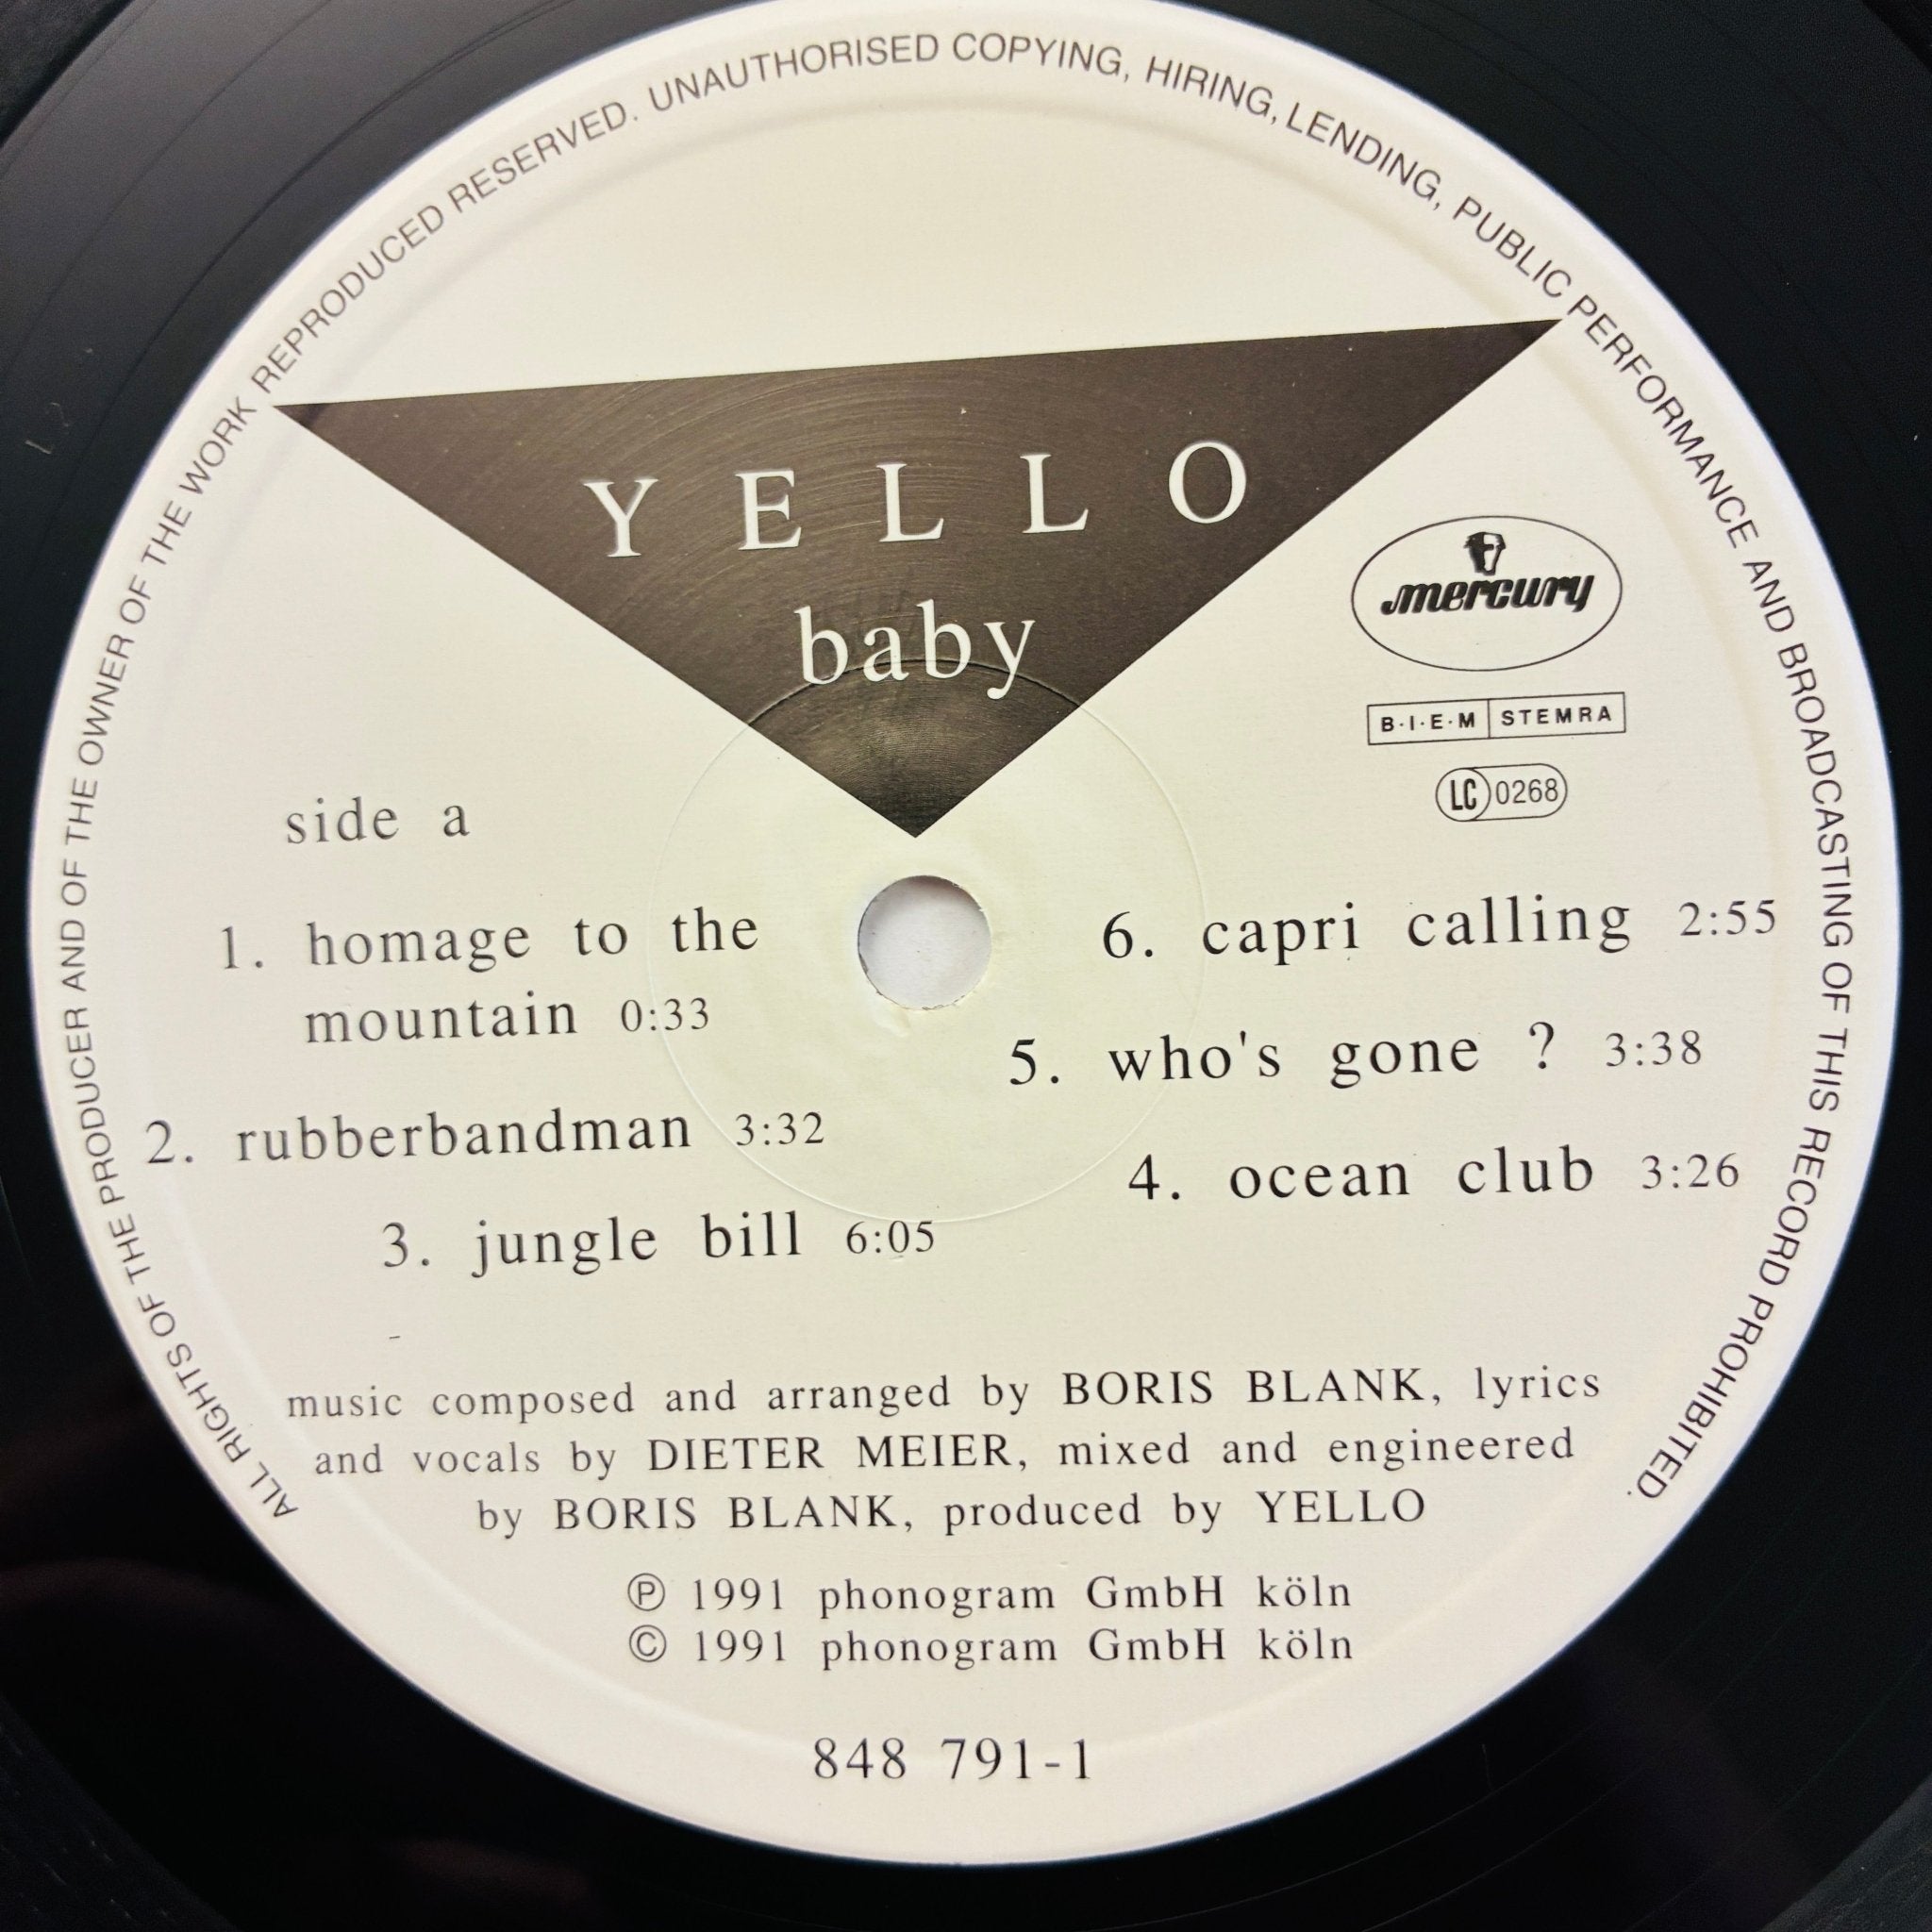 ALL RIGHTS OF THE PRODUCER AND OF THE OWNER OF THE WORK REPRODUCED RESERVED. UNAUTHORISED COPYING, HIRING, LENDING, PUBLIC PERFORMANCE AND BROADCASTING OF THIS RECORD PROHIBITED.
YELLO
baby
mercury
B·I·E·M STEMRA
LC 0268
side a
1. homage to the
mountain 0:33
2. rubberbandman 3:32
3. jungle bill 6:05
6. capri calling 2:55
5. who's gone ? 3:38
4. ocean club 3:26
music composed and arranged by BORIS BLANK, lyrics
and vocals by DIETER MEIER, mixed and engineered
by BORIS BLANK, produced by YELLO
℗ 1991 phonogram GmbH köln
© 1991 phonogram GmbH köln
848 791-1